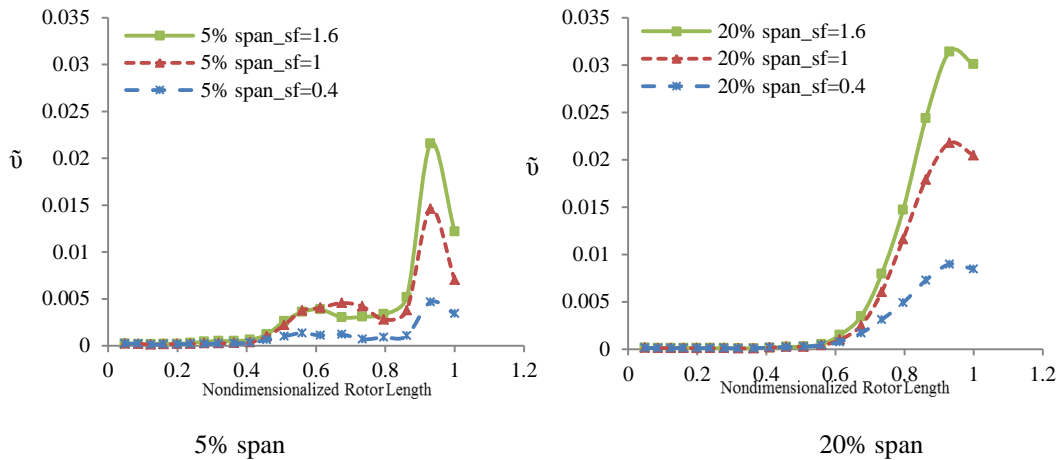 0.035
0.03
0.025
0.02
0.015
0.01
0.005
0
ũ
5% span_sf=1.6
5% span_sf=1
5% span_sf=0.4
0 0.2 0.4 0.6 0.8 1 1.2
Nondimensionalized Rotor Length
5% span
0.035
0.03
0.025
0.02
0.015
0.01
0.005
0
ũ
20% span_sf=1.6
20% span_sf=1
20% span_sf=0.4
0 0.2 0.4 0.6 0.8 1 1.2
Nondimensionalized Rotor Length
20% span